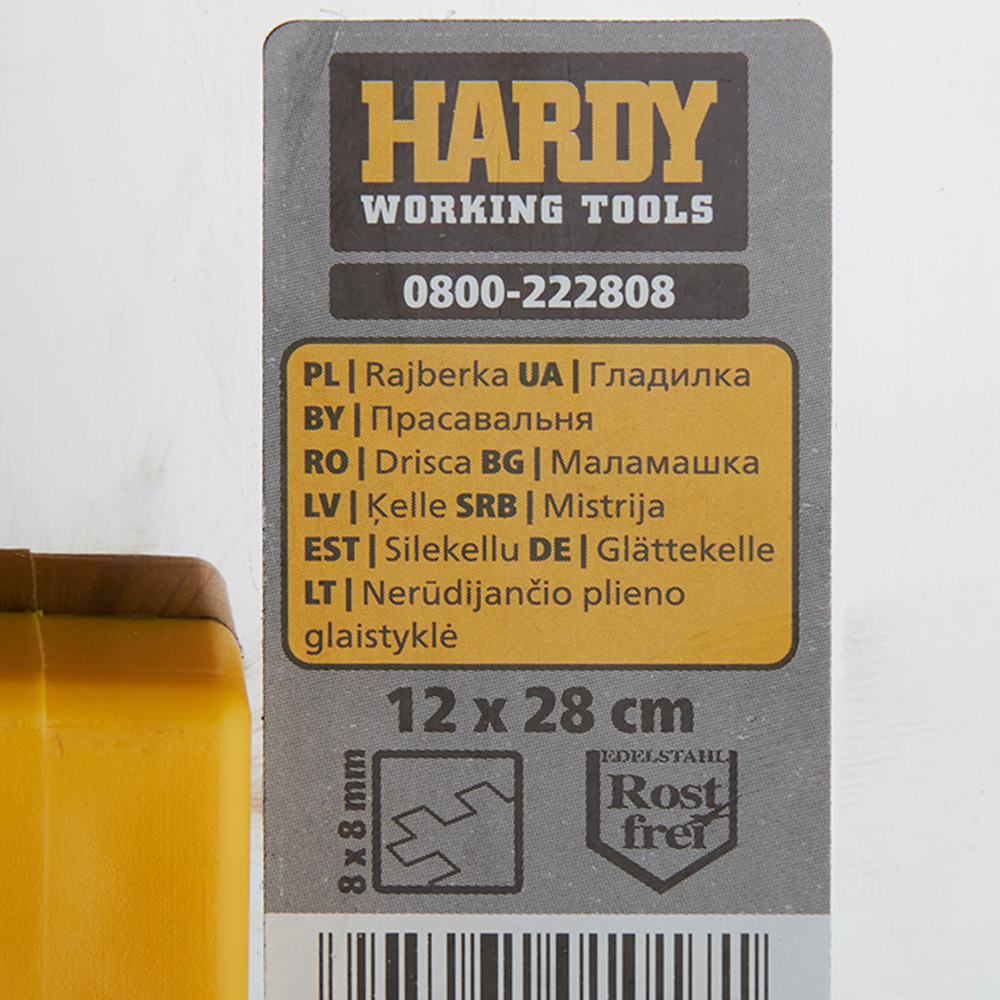 HARDY
WORKING TOOLS
0800-222808
PL | Rajberka UA | Гладилка
BY | Прасавальня
RO | Drisca BG | Маламашка
LV | Ķelle SRB | Mistrija
EST | Silekellu DE | Glättekelle
LT | Nerūdijančio plieno
glaistyklė
12 x 28 cm
8 x 8 mm
EDELSTAHL
Rost
frei